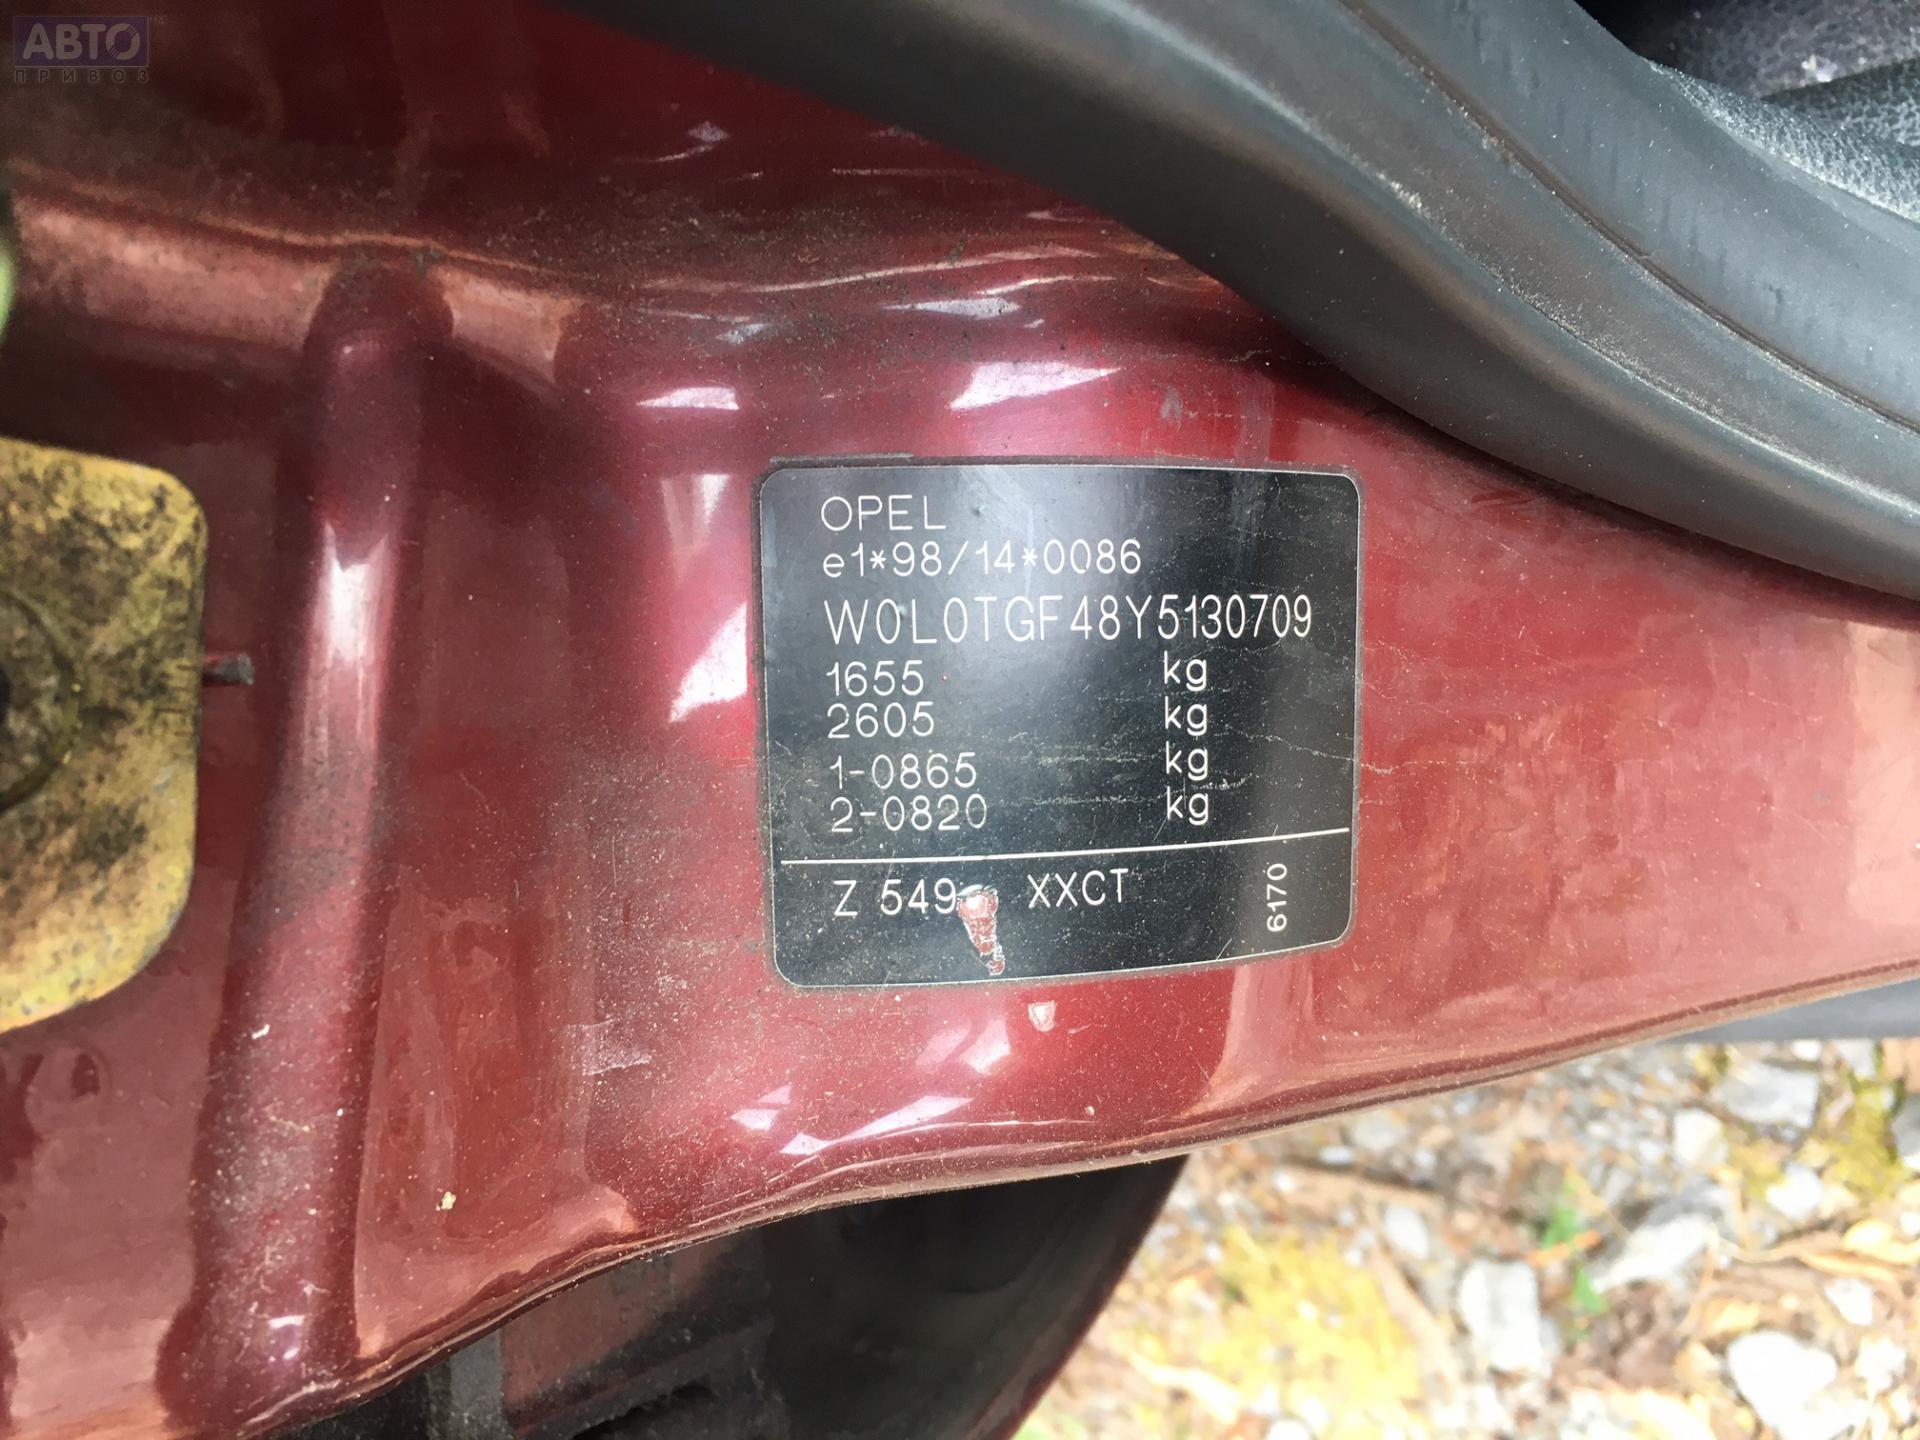 АВТО
ПРИВОЗ
OPEL
e1*98/14*0086
W0L0TGF48Y5130709
1655 kg
2605 kg
1-0865 kg
2-0820 kg
Z 549 XXCT
6170